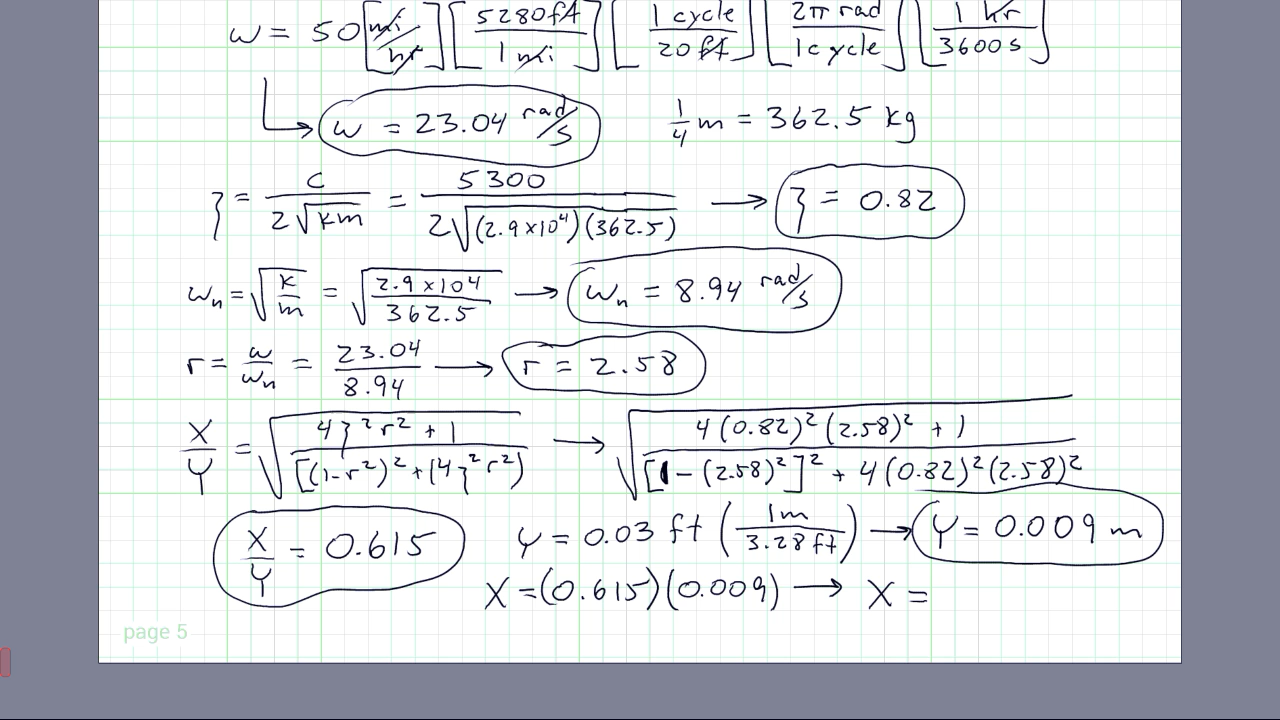 ω = 50 [mi/hr] [5280ft/1 mi] [1 cycle/20 ft] [2π rad/1 cycle] [1 hr/3600 s]
ω = 23.04 rad/s 1/4 m = 362.5 kg
ζ = c/2√km = 5300/2√(2.9×10⁴)(362.5) → ζ = 0.82
ωn = √k/m = √2.9×10⁴/362.5 → ωn = 8.94 rad/s
r = ω/ωn = 23.04/8.94 → r = 2.58
X/Y = √4ζ²r² + 1/[(1-r²)² + (4ζ²r²)] → √4(0.82)²(2.58)² + 1/[1 - (2.58)²]² + 4(0.82)²(2.58)²
X/Y = 0.615 Y = 0.03 ft (1m/3.28 ft) → Y = 0.009 m
X = (0.615)(0.009) → X =
page 5